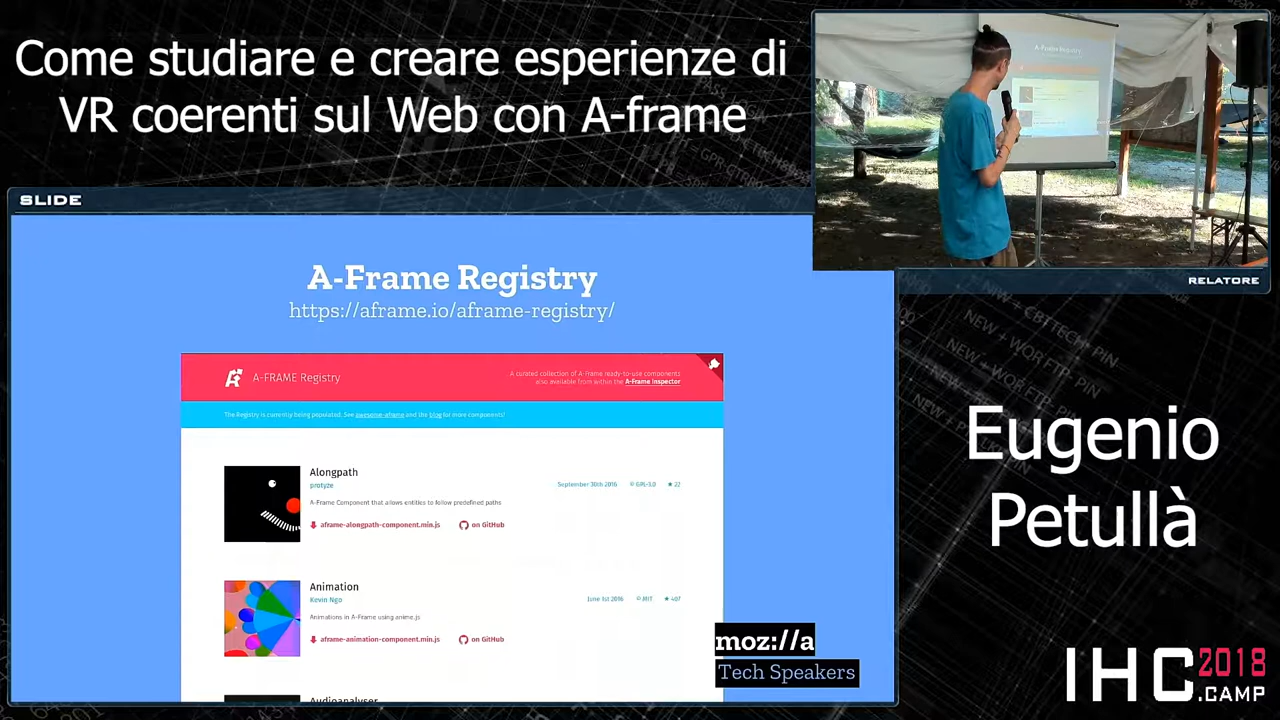 Come studiare e creare esperienze di
VR coerenti sul Web con A-frame
SLIDE
A-Frame Registry
https://aframe.io/aframe-registry/
A-FRAME Registry
A curated collection of A-Frame ready-to-use components
also available from within the A-Frame Inspector
The Registry is currently being populated. See awesome-aframe and the blog for more components!
Alongpath
protyze
September 30th 2016 © GPL-3.0 ★ 22
A-Frame Component that allows entities to follow predefined paths
aframe-alongpath-component.min.js on GitHub
Animation
Kevin Ngo
June 1st 2016 © MIT ★ 407
Animations in A-Frame using anime.js
aframe-animation-component.min.js on GitHub
Audioanalyser
moz://a
Tech Speakers
A-Frame Registry
RELATORE
Eugenio
Petullà
IHC 2018
.CAMP